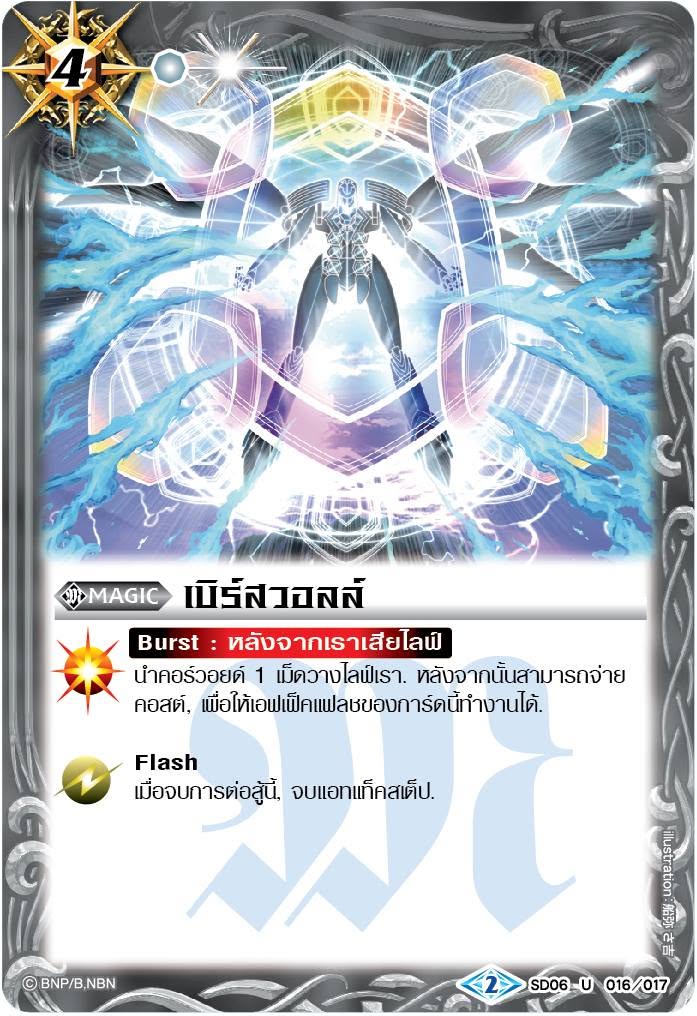 4
MAGIC เบิร์สวอลล์
Burst : หลังจากเราเสียไลฟ์
นำคอร์วอยด์ 1 เม็ดวางไลฟ์เรา. หลังจากนั้นสามารถจ่าย
คอสต์, เพื่อให้เอฟเฟ็คแฟลชของการ์ดนี้ทำงานได้.
Flash
เมื่อจบการต่อสู้นี้, จบแอทแท็คสเต็ป.
illustration : 船弥さ吉
©BNP/B,NBN
2 SD06 U 016/017